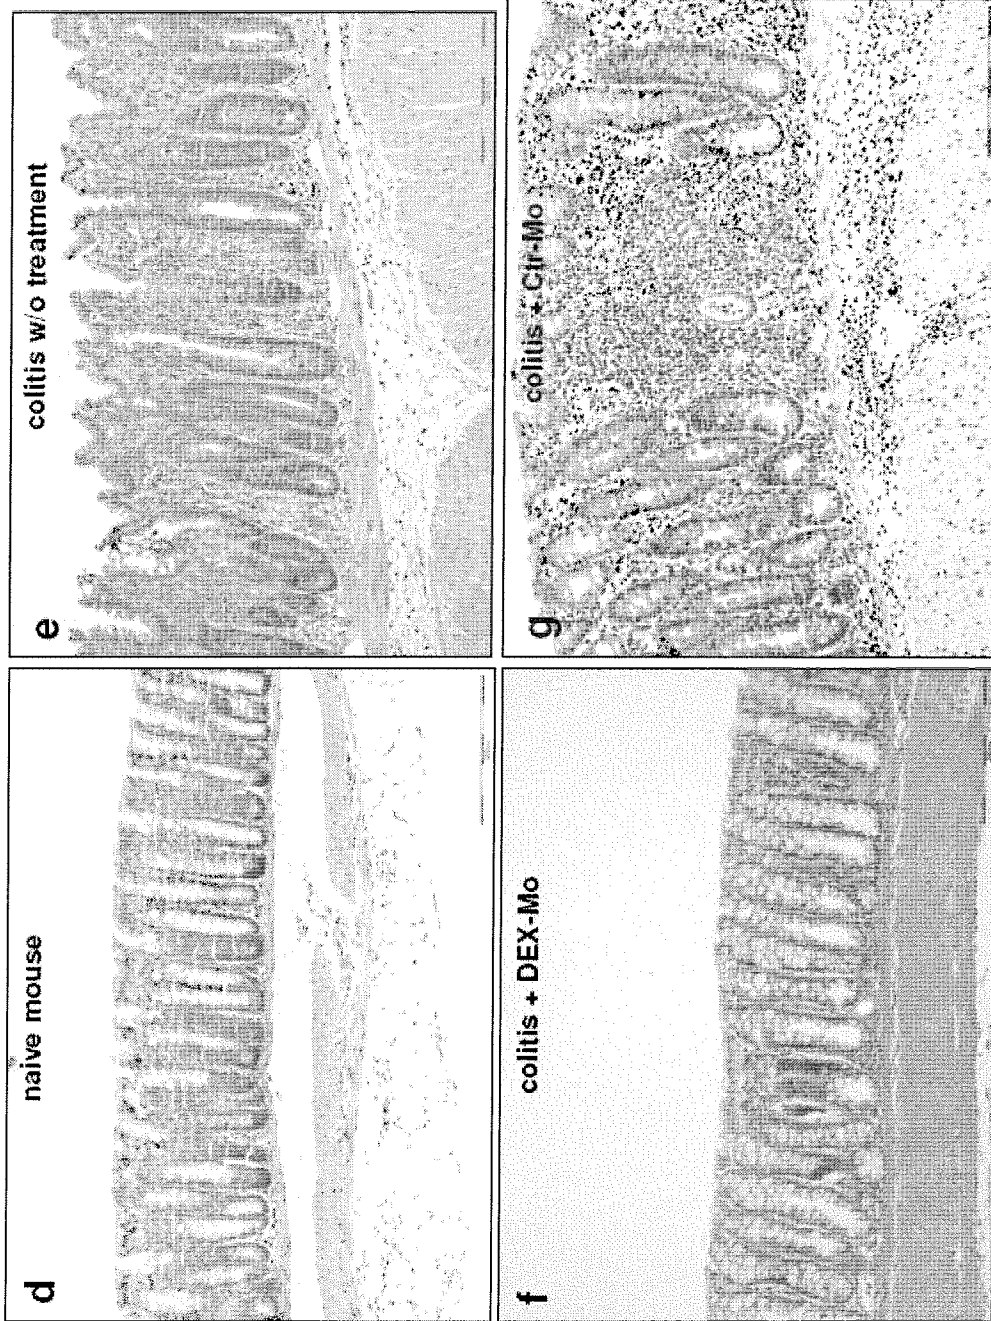 d
naive mouse
e
colitis w/o treatment
f
colitis + DEX-Mo
g
colitis + Ctr-Mo